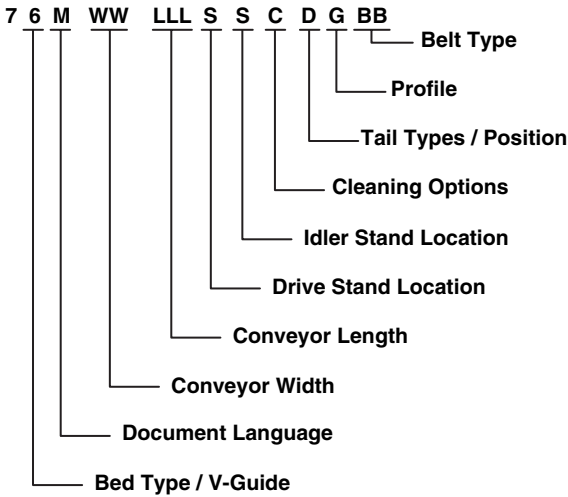 7 6 M WW LLL S S C D G BB
Belt Type
Profile
Tail Types / Position
Cleaning Options
Idler Stand Location
Drive Stand Location
Conveyor Length
Conveyor Width
Document Language
Bed Type / V-Guide